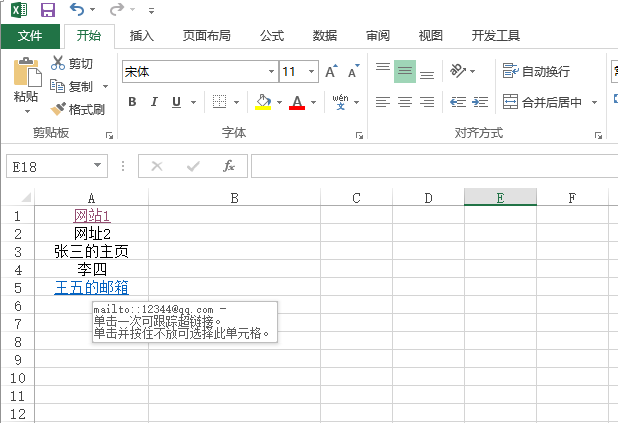 文件 开始 插入 页面布局 公式 数据 审阅 视图 开发工具
剪切 宋体 11 A A 自动换行
粘贴 复制
格式刷 B I U A wén 文 合并后居中
剪贴板 字体 对齐方式
E18 fx
A B C D E F
1 网站1
2 网址2
3 张三的主页
4 李四
5 王五的邮箱
6
mailto::12344@qq.com -
7 单击一次可跟踪超链接。
8 单击并按住不放可选择此单元格。
9
10
11
12